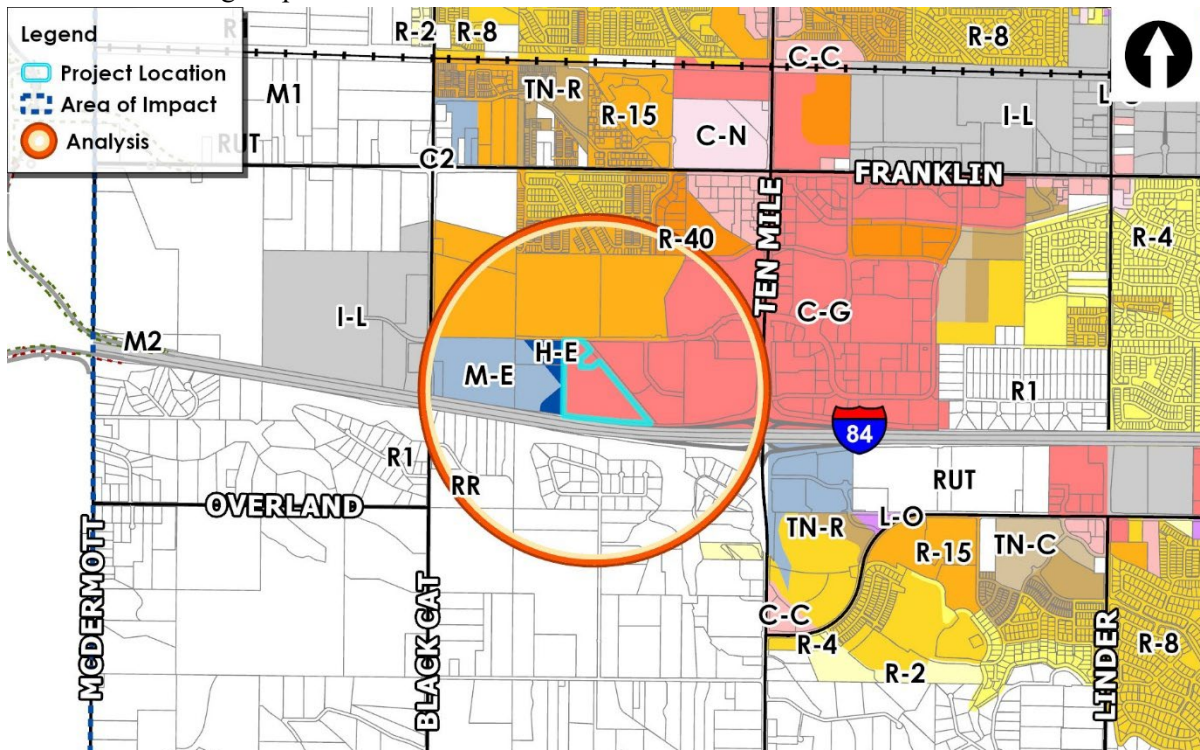 Legend
Project Location
Area of Impact
Analysis
R1
R-2
R-8
C-C
R-8
M1
TN-R
R-15
C-N
I-L
RUT
C2
FRANKLIN
TEN MILE
R-40
R-4
C-G
I-L
M2
H-E
M-E
R1
84
R1
RR
RUT
OVERLAND
L-O
TN-R
R-15
TN-C
MCDERMOTT
BLACK CAT
C-C
R-4
R-2
LINDER
R-8